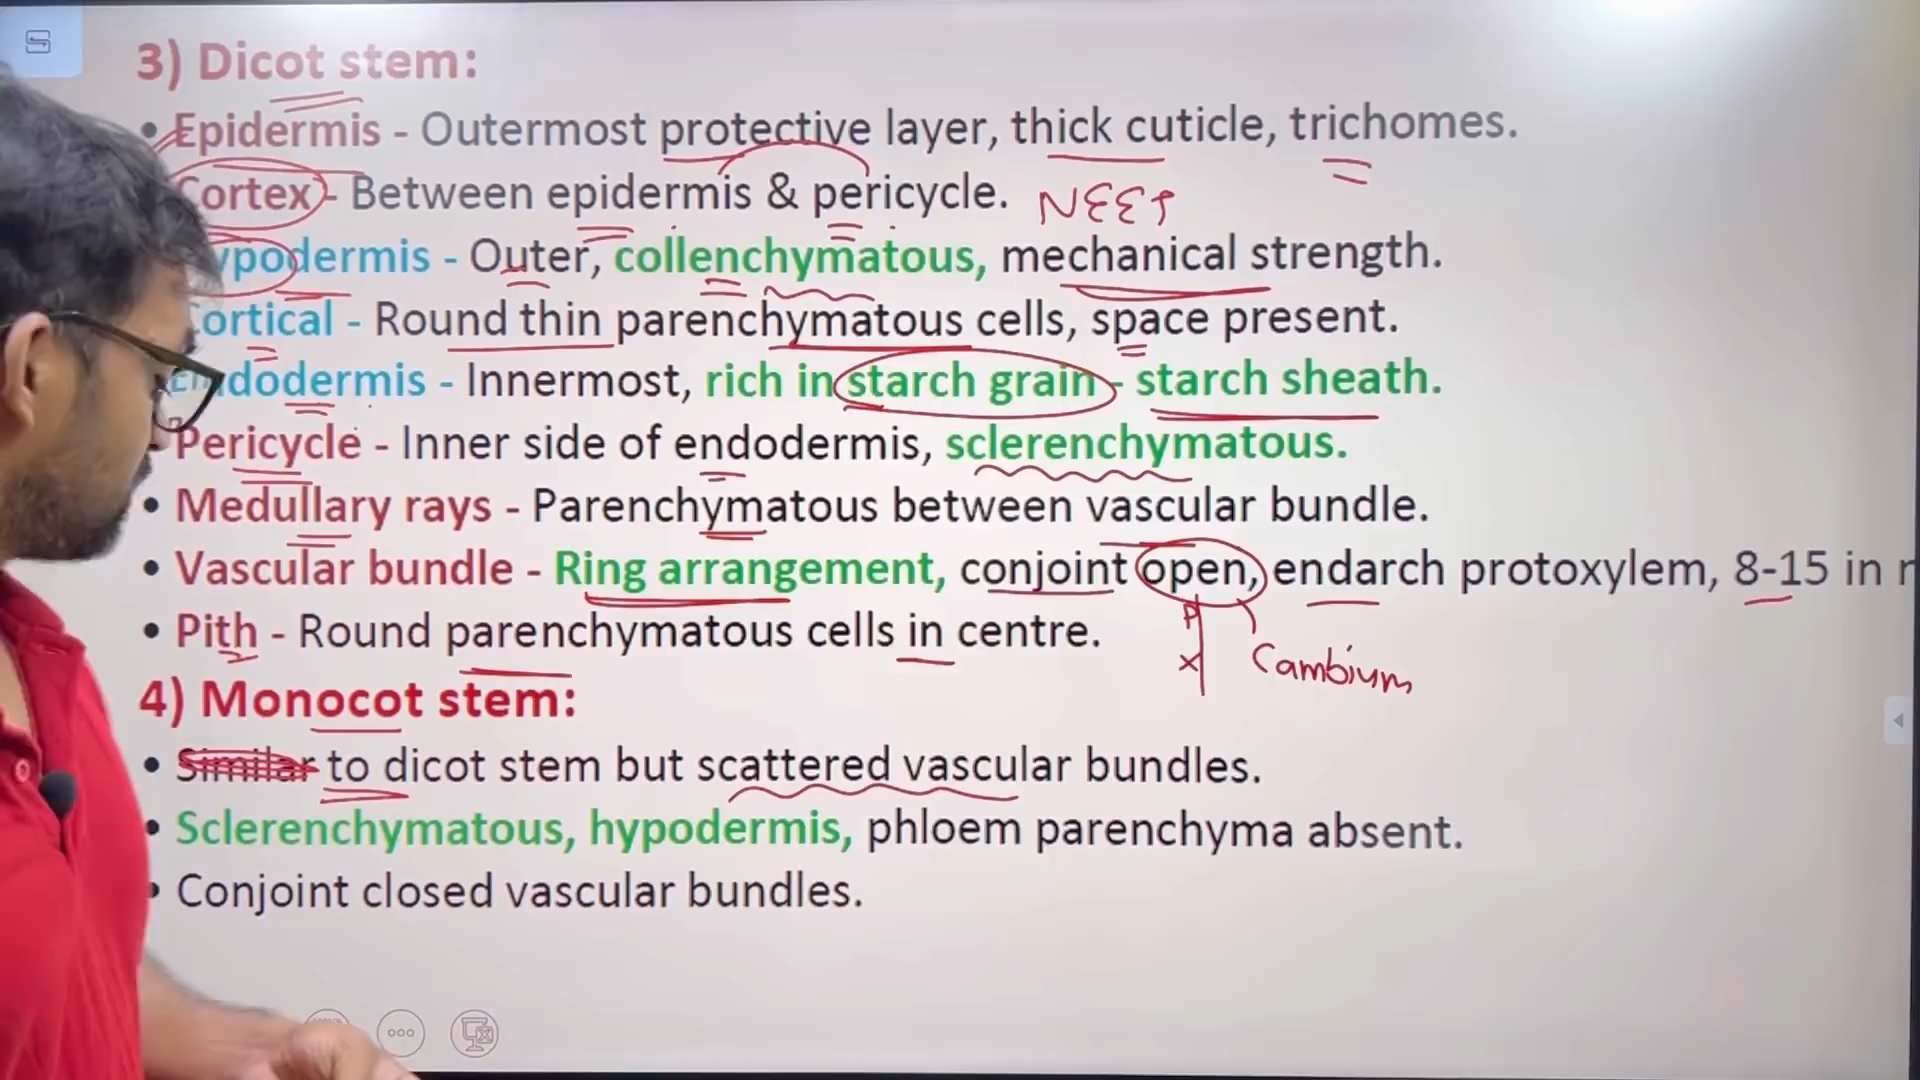 3) Dicot stem:
• Epidermis - Outermost protective layer, thick cuticle, trichomes.
Cortex - Between epidermis & pericycle. NEET
ypodermis - Outer, collenchymatous, mechanical strength.
Cortical - Round thin parenchymatous cells, space present.
Endodermis - Innermost, rich in starch grain - starch sheath.
Pericycle - Inner side of endodermis, sclerenchymatous.
• Medullary rays - Parenchymatous between vascular bundle.
• Vascular bundle - Ring arrangement, conjoint open, endarch protoxylem, 8-15 in
• Pith - Round parenchymatous cells in centre.
P
X Cambium
4) Monocot stem:
• Similar to dicot stem but scattered vascular bundles.
• Sclerenchymatous, hypodermis, phloem parenchyma absent.
• Conjoint closed vascular bundles.